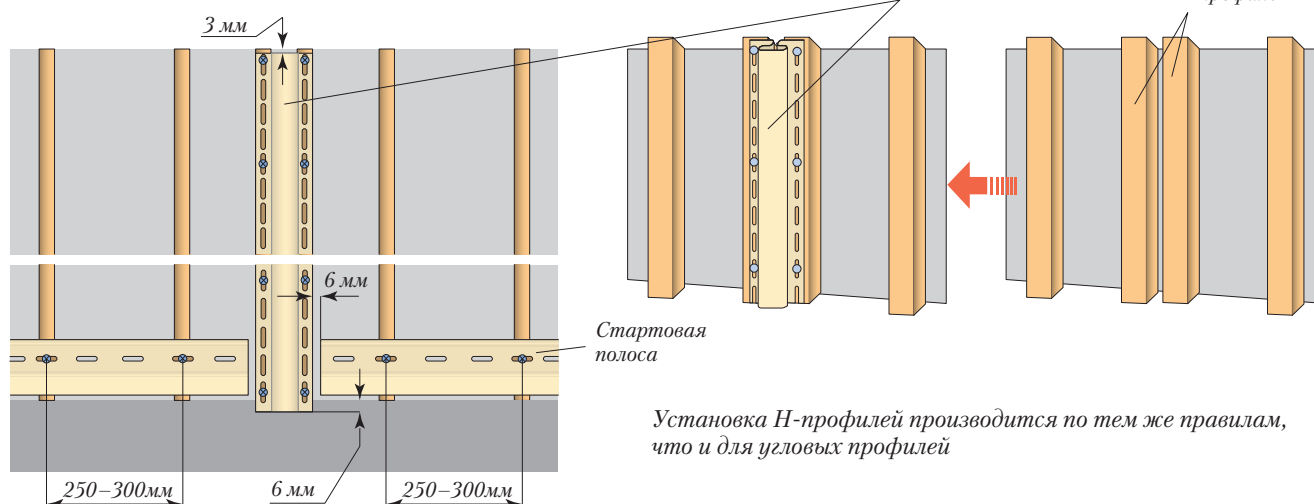 3 мм
6 мм
Стартовая
полоса
Установка Н-профилей производится по тем же правилам,
что и для угловых профилей
250–300мм
6 мм
250–300мм